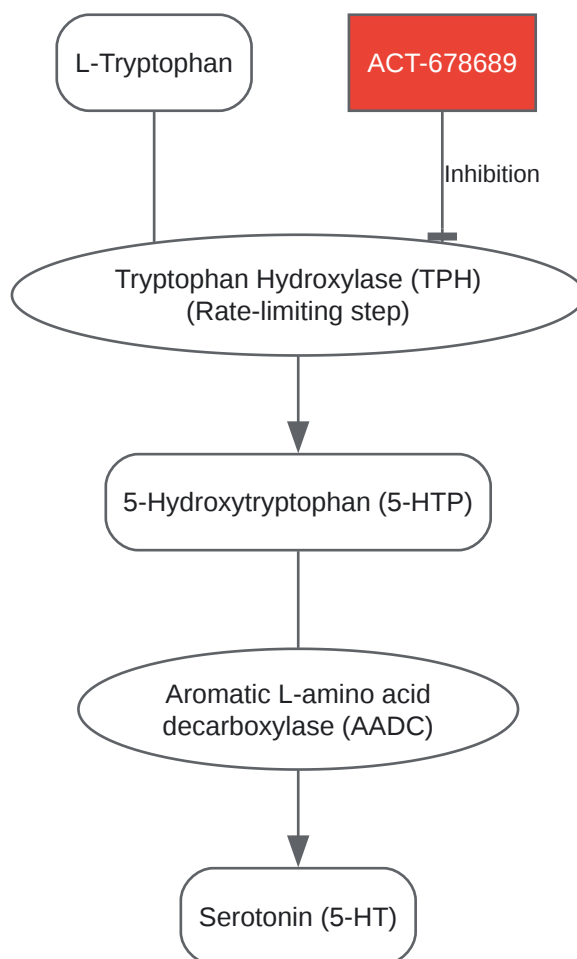 L-Tryptophan
ACT-678689
Inhibition
Tryptophan Hydroxylase (TPH)
(Rate-limiting step)
5-Hydroxytryptophan (5-HTP)
Aromatic L-amino acid
decarboxylase (AADC)
Serotonin (5-HT)